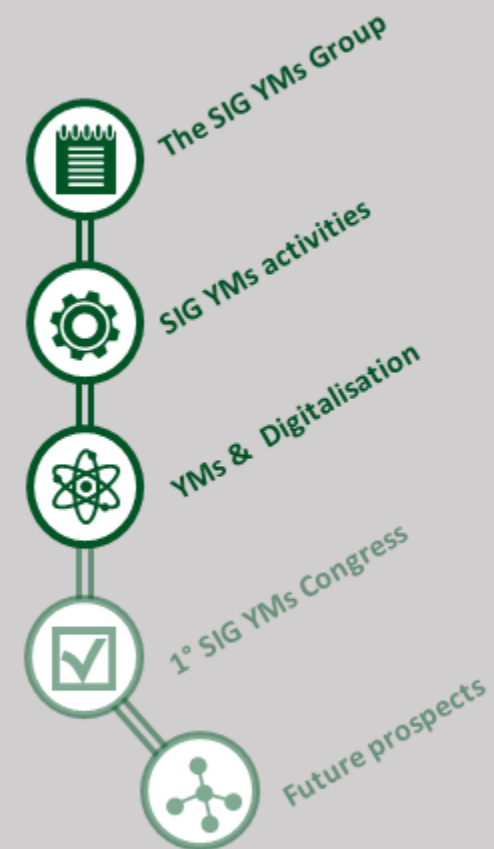 The SIG YMs Group
SIG YMs activities
YMs & Digitalisation
1° SIG YMs Congress
Future prospects